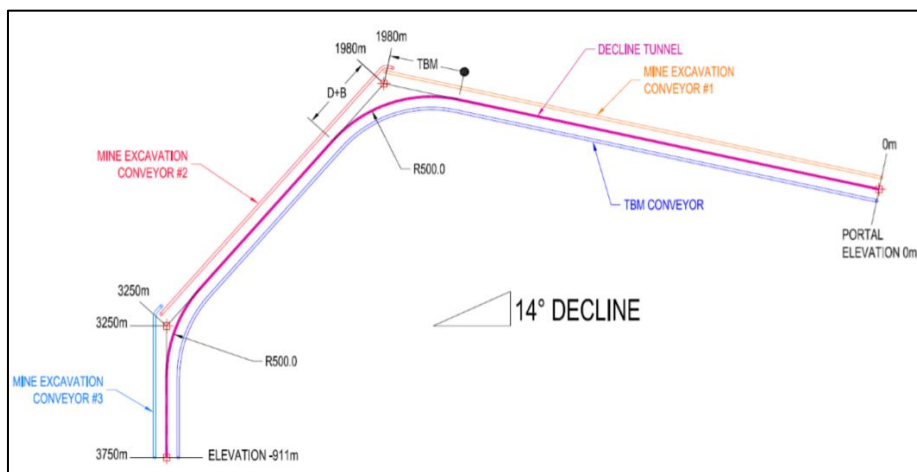 1980m
1980m
TBM
DECLINE TUNNEL
MINE EXCAVATION
CONVEYOR #1
D+B
0m
MINE EXCAVATION
CONVEYOR #2
R500.0
TBM CONVEYOR
PORTAL
ELEVATION 0m
3250m
3250m
14° DECLINE
R500.0
MINE EXCAVATION
CONVEYOR #3
3750m
ELEVATION -911m